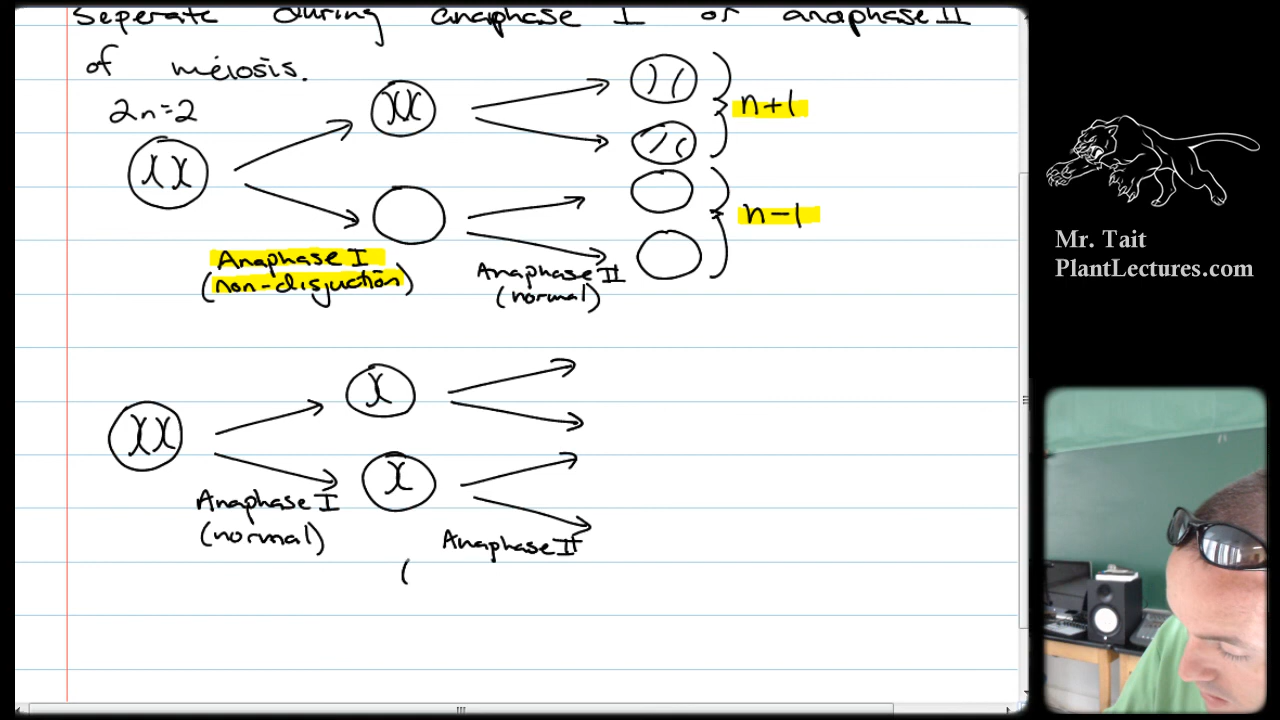 Seperate during anaphase I or anaphase II
of meiosis.
2n=2
n+1
n-1
Anaphase I
(non-disjuction)
Anaphase II
(normal)
Anaphase I
(normal)
Anaphase II
(
Mr. Tait
PlantLectures.com